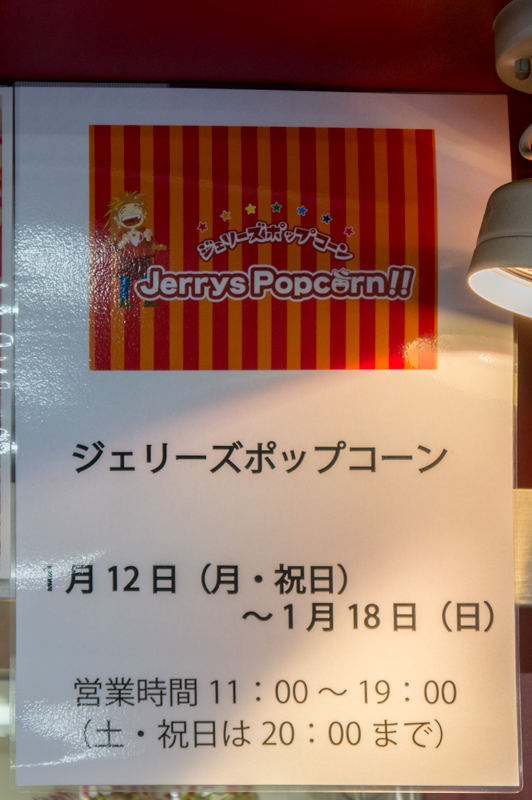 ジェリーズポップコーン
Jerrys Popcorn!!
ジェリーズポップコーン
1月12日（月・祝日）
～1月18日（日）
営業時間 11：00～19：00
（土・祝日は 20：00 まで）